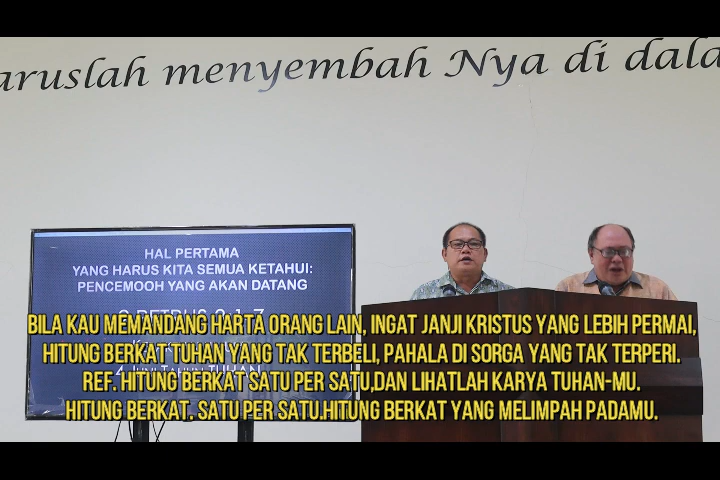 aruslah menyembah Nya di dala
HAL PERTAMA
YANG HARUS KITA SEMUA KETAHUI:
PENCEMOOH YANG AKAN DATANG
BILA KAU MEMANDANG HARTA ORANG LAIN, INGAT JANJI KRISTUS YANG LEBIH PERMAI,
HITUNG BERKAT TUHAN YANG TAK TERBELI, PAHALA DI SORGA YANG TAK TERPERI.
REF. HITUNG BERKAT SATU PER SATU,DAN LIHATLAH KARYA TUHAN-MU.
HITUNG BERKAT. SATU PER SATU.HITUNG BERKAT YANG MELIMPAH PADAMU.